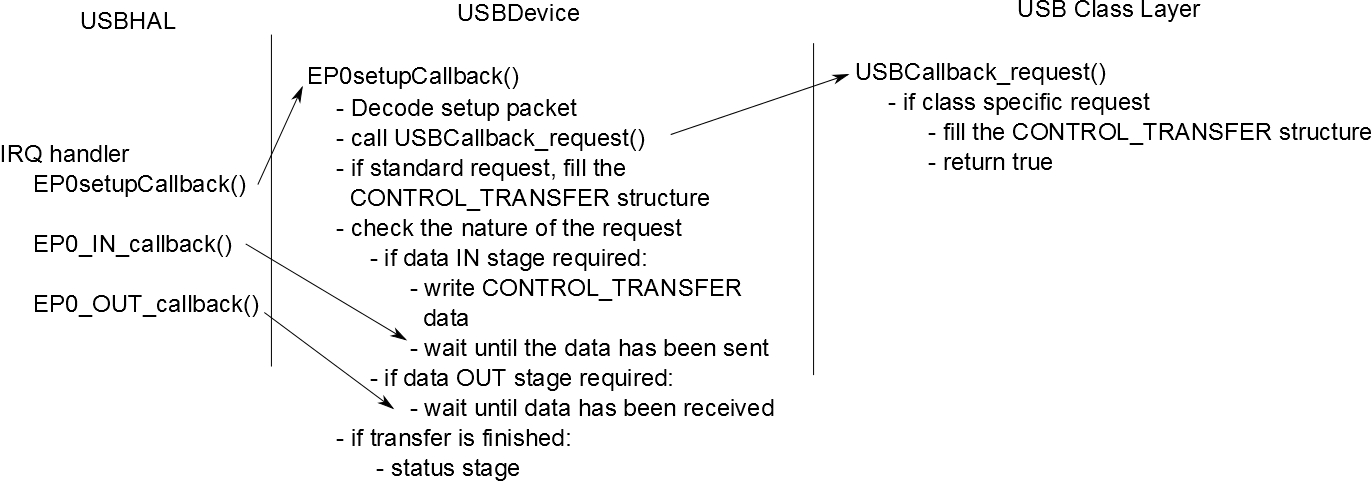 USBHAL
USBDevice
USB Class Layer
IRQ handler
EP0setupCallback()
EP0_IN_callback()
EP0_OUT_callback()
EP0setupCallback()
- Decode setup packet
- call USBCallback_request()
- if standard request, fill the
CONTROL_TRANSFER structure
- check the nature of the request
- if data IN stage required:
- write CONTROL_TRANSFER
data
- wait until the data has been sent
- if data OUT stage required:
- wait until data has been received
- if transfer is finished:
- status stage
USBCallback_request()
- if class specific request
- fill the CONTROL_TRANSFER structure
- return true